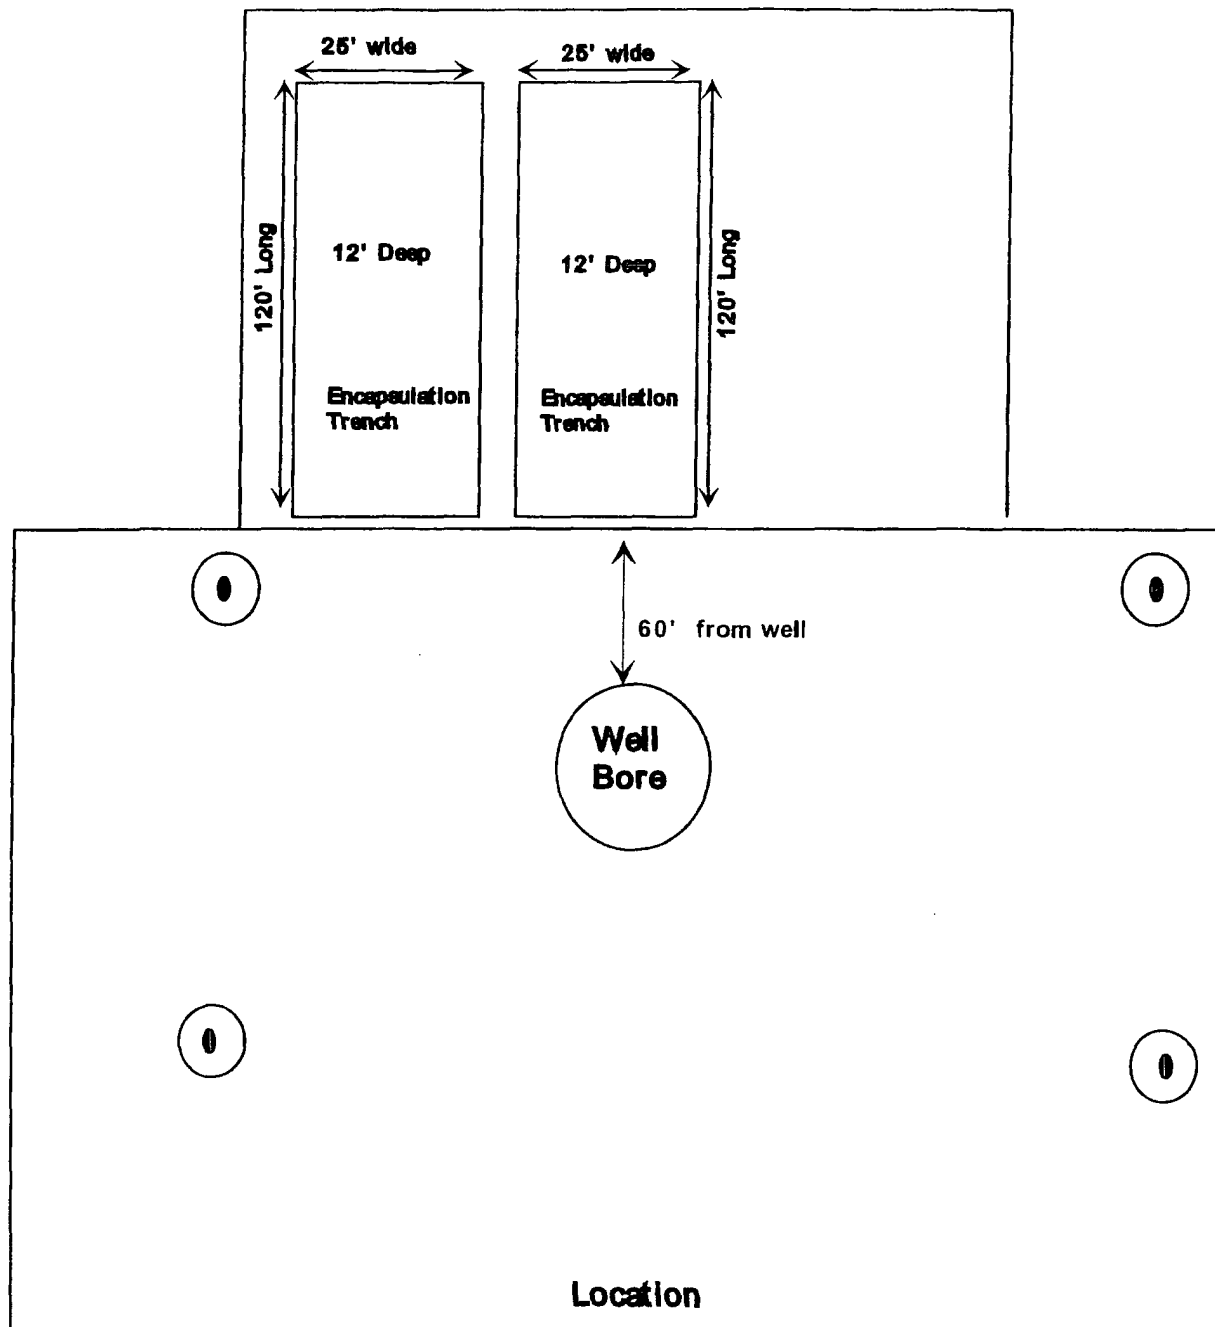 25' wide
25' wide
120' Long
12' Deep
12' Deep
120' Long
Encapsulation
Trench
Encapsulation
Trench
60' from well
Well
Bore
Location